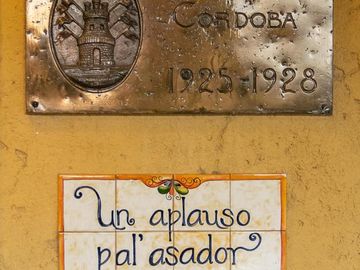 CORDOBA
1925-1928
Un aplauso
pal'asador